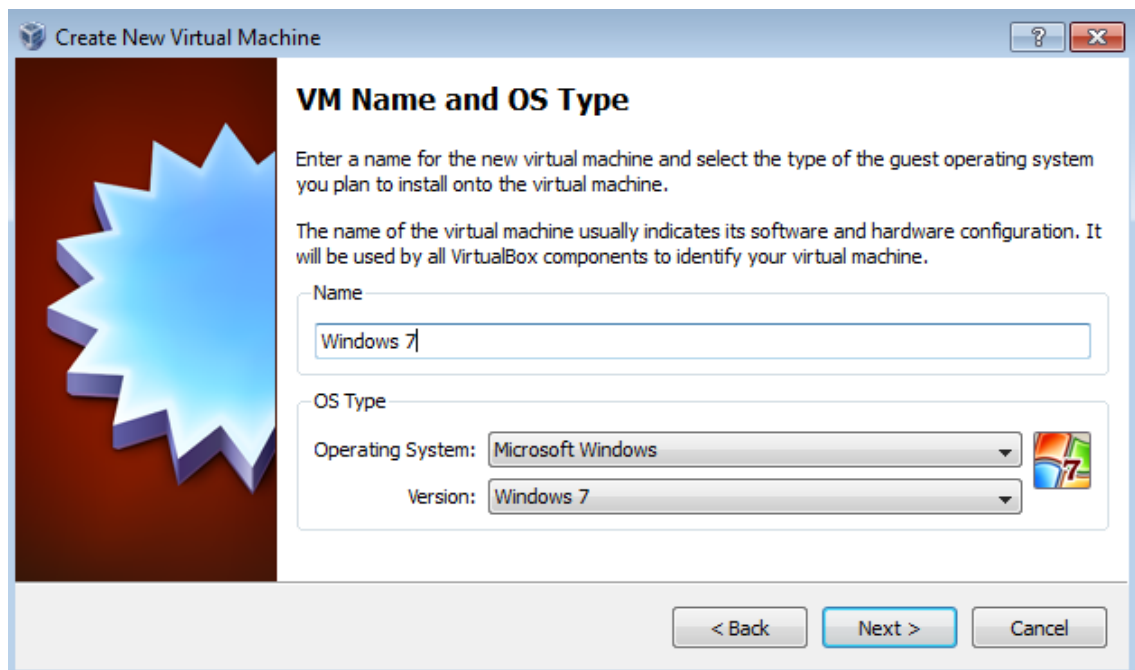 Create New Virtual Machine
?
VM Name and OS Type
Enter a name for the new virtual machine and select the type of the guest operating system
you plan to install onto the virtual machine.
The name of the virtual machine usually indicates its software and hardware configuration. It
will be used by all VirtualBox components to identify your virtual machine.
Name
Windows 7
OS Type
Operating System: Microsoft Windows
7
Version: Windows 7
< Back Next > Cancel